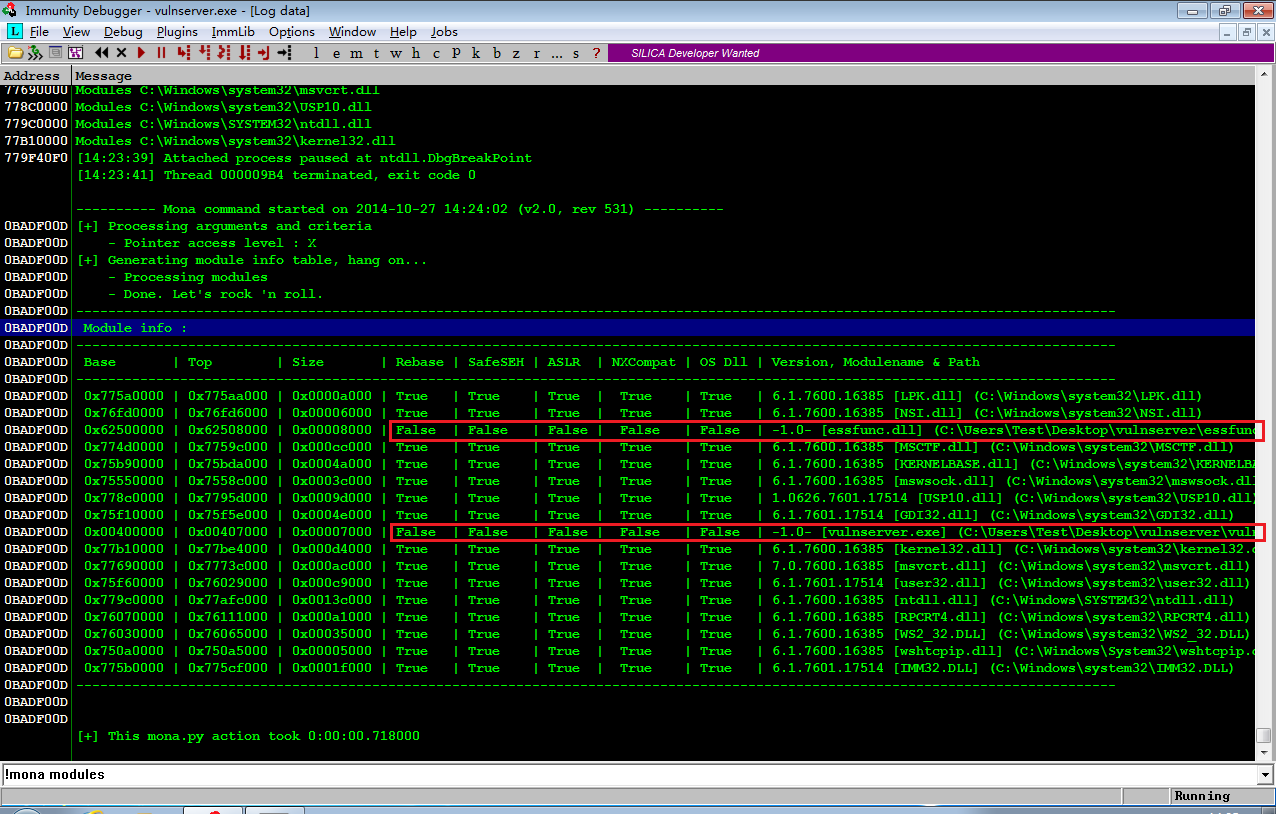 Immunity Debugger - vulnserver.exe - [Log data]
L File View Debug Plugins ImmLib Options Window Help Jobs
l e m t w h c P k b z r ... s ? SILICA Developer Wanted
Address Message
77690000 Modules C:\Windows\system32\msvcrt.dll
778C0000 Modules C:\Windows\system32\USP10.dll
779C0000 Modules C:\Windows\SYSTEM32\ntdll.dll
77B10000 Modules C:\Windows\system32\kernel32.dll
779F40F0 [14:23:39] Attached process paused at ntdll.DbgBreakPoint
[14:23:41] Thread 000009B4 terminated, exit code 0
---------- Mona command started on 2014-10-27 14:24:02 (v2.0, rev 531) ----------
0BADF00D [+] Processing arguments and criteria
0BADF00D - Pointer access level : X
0BADF00D [+] Generating module info table, hang on...
0BADF00D - Processing modules
0BADF00D - Done. Let's rock 'n roll.
0BADF00D
0BADF00D Module info :
0BADF00D
0BADF00D Base | Top | Size | Rebase | SafeSEH | ASLR | NXCompat | OS Dll | Version, Modulename & Path
0BADF00D
0BADF00D 0x775a0000 | 0x775aa000 | 0x0000a000 | True | True | True | True | True | 6.1.7600.16385 [LPK.dll] (C:\Windows\system32\LPK.dll)
0BADF00D 0x76fd0000 | 0x76fd6000 | 0x00006000 | True | True | True | True | True | 6.1.7600.16385 [NSI.dll] (C:\Windows\system32\NSI.dll)
0BADF00D 0x62500000 | 0x62508000 | 0x00008000 | False | False | False | False | False | -1.0- [essfunc.dll] (C:\Users\Test\Desktop\vulnserver\essfunc
0BADF00D 0x774d0000 | 0x7759c000 | 0x000cc000 | True | True | True | True | True | 6.1.7600.16385 [MSCTF.dll] (C:\Windows\system32\MSCTF.dll)
0BADF00D 0x75b90000 | 0x75bda000 | 0x0004a000 | True | True | True | True | True | 6.1.7600.16385 [KERNELBASE.dll] (C:\Windows\system32\KERNELBA
0BADF00D 0x75550000 | 0x7558c000 | 0x0003c000 | True | True | True | True | True | 6.1.7600.16385 [mswsock.dll] (C:\Windows\system32\mswsock.dll
0BADF00D 0x778c0000 | 0x7795d000 | 0x0009d000 | True | True | True | True | True | 1.0626.7601.17514 [USP10.dll] (C:\Windows\system32\USP10.dll)
0BADF00D 0x75f10000 | 0x75f5e000 | 0x0004e000 | True | True | True | True | True | 6.1.7601.17514 [GDI32.dll] (C:\Windows\system32\GDI32.dll)
0BADF00D 0x00400000 | 0x00407000 | 0x00007000 | False | False | False | False | False | -1.0- [vulnserver.exe] (C:\Users\Test\Desktop\vulnserver\vuln
0BADF00D 0x77b10000 | 0x77be4000 | 0x000d4000 | True | True | True | True | True | 6.1.7600.16385 [kernel32.dll] (C:\Windows\system32\kernel32.d
0BADF00D 0x77690000 | 0x7773c000 | 0x000ac000 | True | True | True | True | True | 7.0.7600.16385 [msvcrt.dll] (C:\Windows\system32\msvcrt.dll)
0BADF00D 0x75f60000 | 0x76029000 | 0x000c9000 | True | True | True | True | True | 6.1.7601.17514 [user32.dll] (C:\Windows\system32\user32.dll)
0BADF00D 0x779c0000 | 0x77afc000 | 0x0013c000 | True | True | True | True | True | 6.1.7600.16385 [ntdll.dll] (C:\Windows\SYSTEM32\ntdll.dll)
0BADF00D 0x76070000 | 0x76111000 | 0x000a1000 | True | True | True | True | True | 6.1.7600.16385 [RPCRT4.dll] (C:\Windows\system32\RPCRT4.dll)
0BADF00D 0x76030000 | 0x76065000 | 0x00035000 | True | True | True | True | True | 6.1.7600.16385 [WS2_32.DLL] (C:\Windows\system32\WS2_32.DLL)
0BADF00D 0x750a0000 | 0x750a5000 | 0x00005000 | True | True | True | True | True | 6.1.7600.16385 [wshtcpip.dll] (C:\Windows\System32\wshtcpip.d
0BADF00D 0x775b0000 | 0x775cf000 | 0x0001f000 | True | True | True | True | True | 6.1.7601.17514 [IMM32.DLL] (C:\Windows\system32\IMM32.DLL)
0BADF00D
0BADF00D
0BADF00D
[+] This mona.py action took 0:00:00.718000
!mona modules
Running